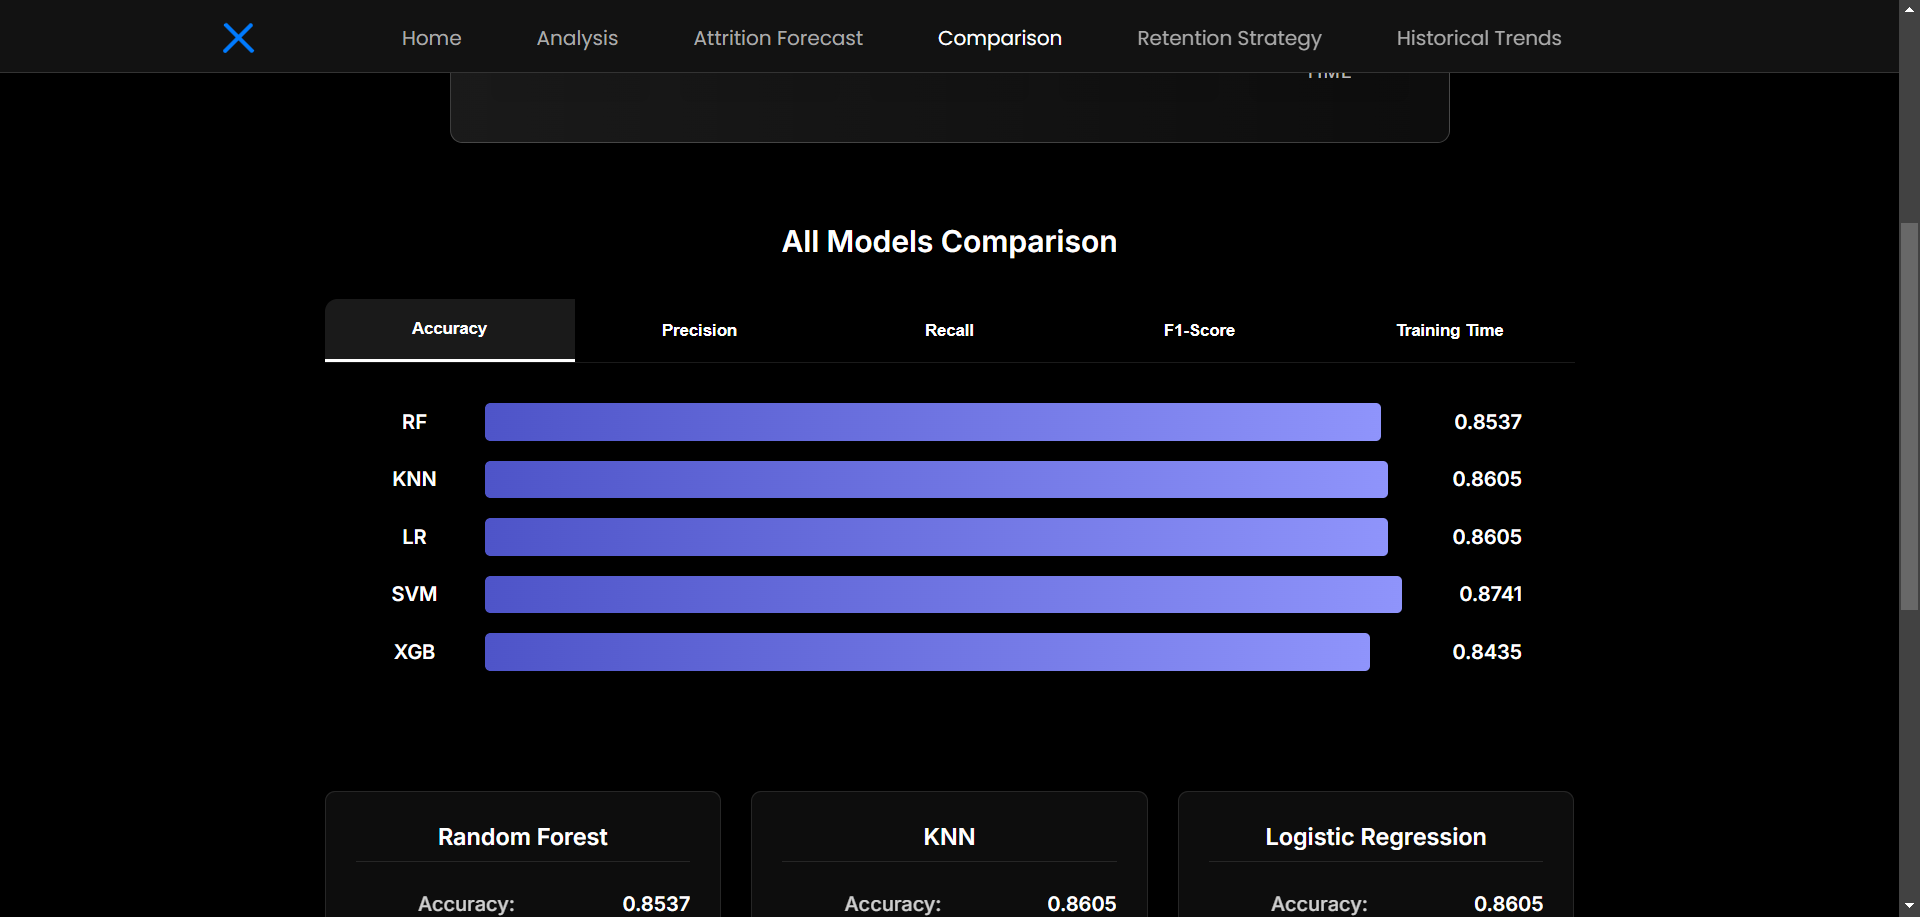 Home Analysis Attrition Forecast Comparison Retention Strategy Historical Trends
TIME
All Models Comparison
Accuracy Precision Recall F1-Score Training Time
RF 0.8537
KNN 0.8605
LR 0.8605
SVM 0.8741
XGB 0.8435
Random Forest KNN Logistic Regression
Accuracy: 0.8537 Accuracy: 0.8605 Accuracy: 0.8605